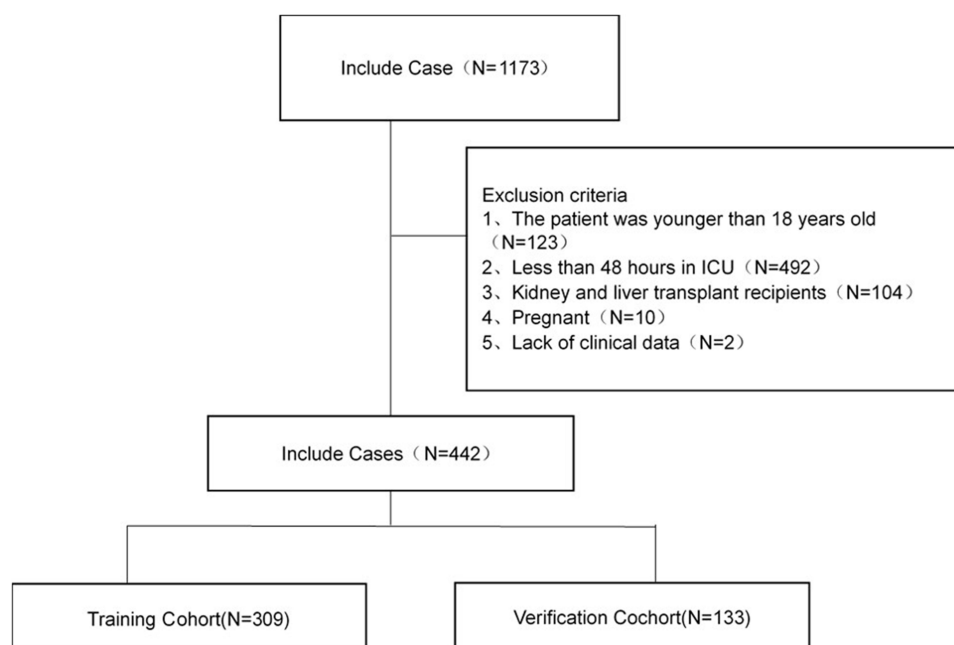 Include Case（N=1173)
Exclusion criteria
1、The patient was younger than 18 years old
（N=123)
2、Less than 48 hours in ICU（N=492)
3、Kidney and liver transplant recipients（N=104)
4、Pregnant（N=10)
5、Lack of clinical data（N=2)
Include Cases（N=442)
Training Cohort(N=309)
Verification Cochort(N=133)